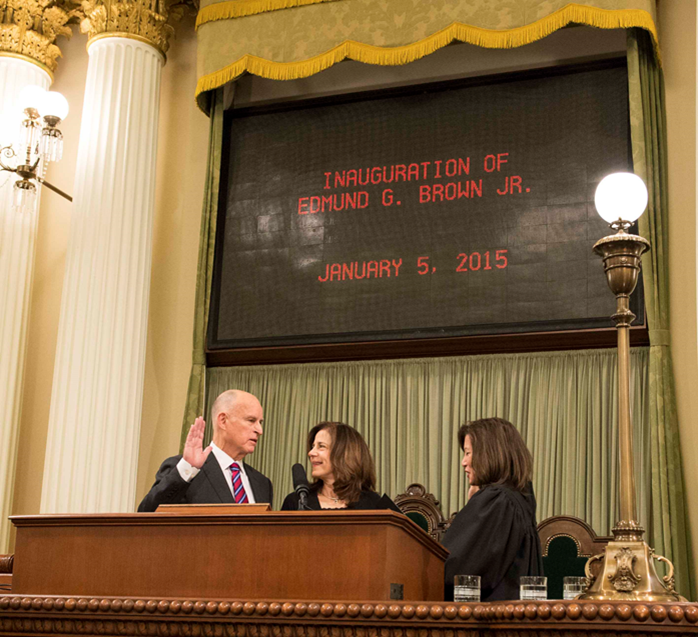 INAUGURATION OF
EDMUND G. BROWN JR.
JANUARY 5, 2015